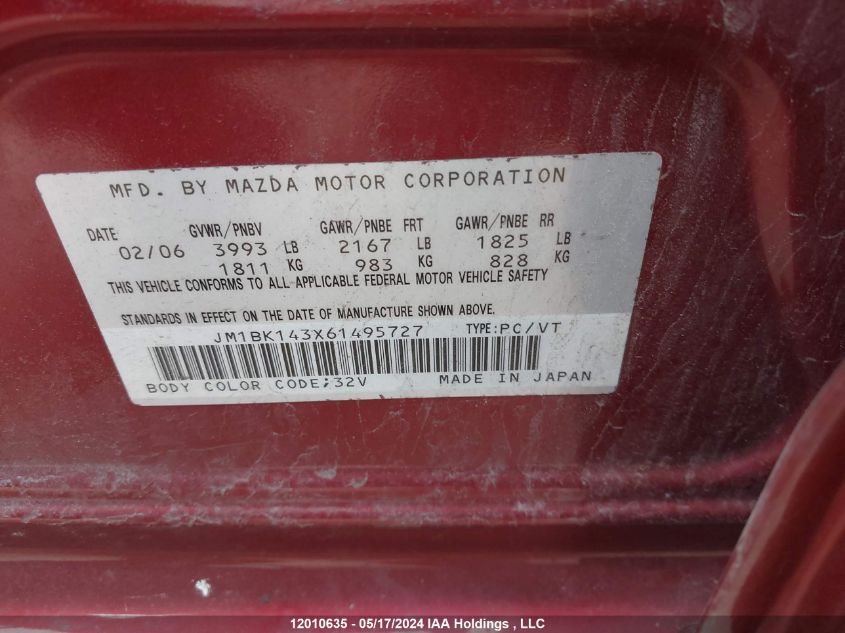 MFD. BY MAZDA MOTOR CORPORATION
DATE GVWR/PNBV GAWR/PNBE FRT GAWR/PNBE RR
02/06 3993 LB 2167 LB 1825 LB
1811 KG 983 KG 828 KG
THIS VEHICLE CONFORMS TO ALL APPLICABLE FEDERAL MOTOR VEHICLE SAFETY
STANDARDS IN EFFECT ON THE DATE OF MANUFACTURE SHOWN ABOVE.
JM1BK143X61495727 TYPE:PC/VT
BODY COLOR CODE;32V MADE IN JAPAN
12010635 - 05/17/2024 IAA Holdings , LLC